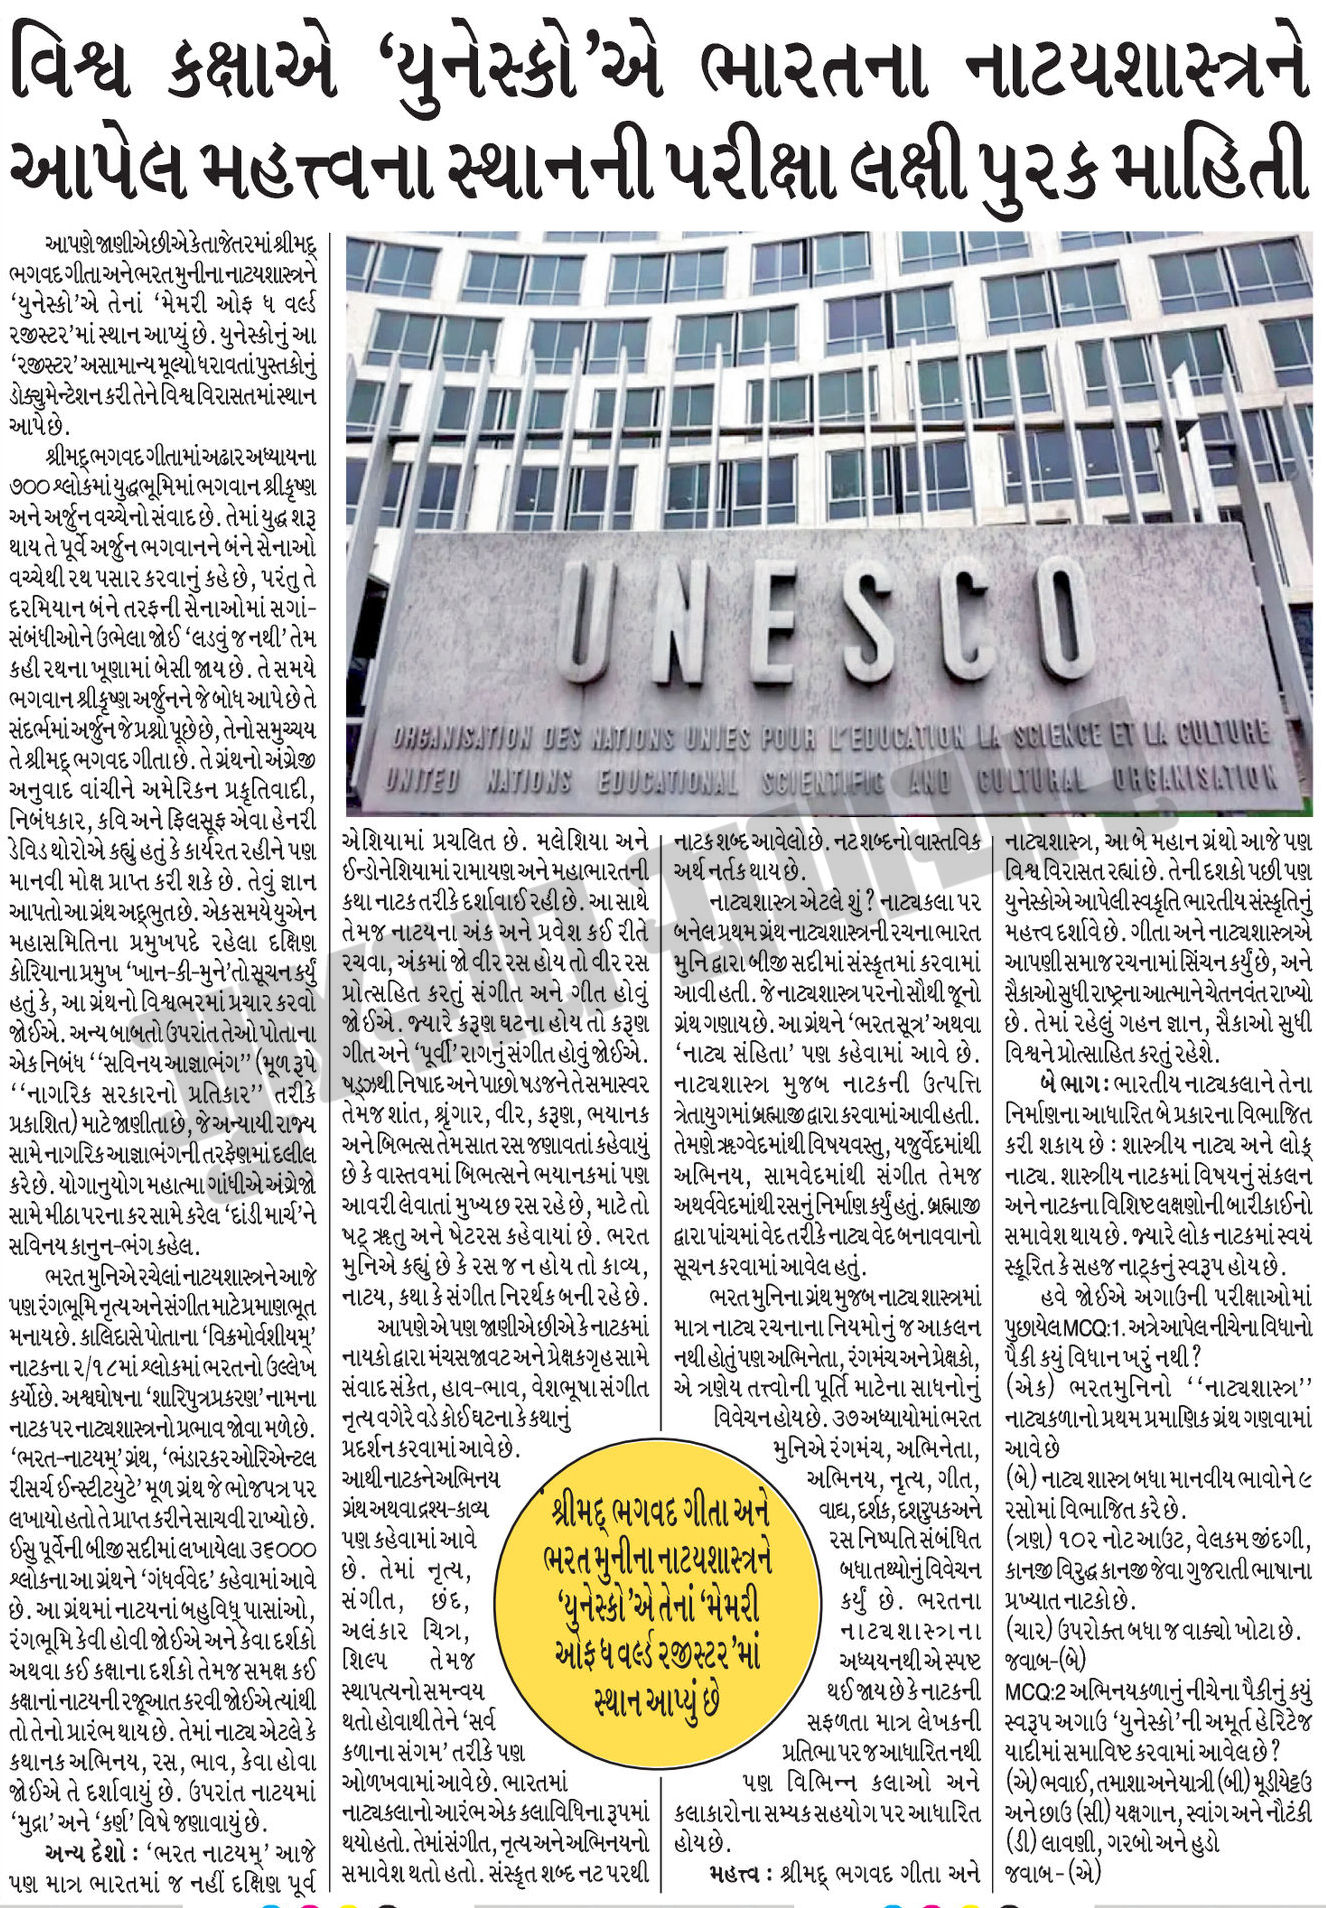 વિશ્વ કક્ષાએ ‘યુનેસ્કો’એ ભારતના નાટયશાસ્ત્રને
આપેલ મહત્ત્વના સ્થાનની પરીક્ષા લક્ષી પુરક માહિતી
આપણે જાણીએ છીએ કે તાજેતરમાં શ્રીમદ્
ભગવદ ગીતા અને ભરત મુનીના નાટયશાસ્ત્રને
‘યુનેસ્કો’એ તેનાં ‘મેમરી ઓફ ધ વર્લ્ડ
રજીસ્ટર’માં સ્થાન આપ્યું છે. યુનેસ્કોનું આ
‘રજીસ્ટર’ અસામાન્ય મૂલ્યો ધરાવતાં પુસ્તકોનું
ડોક્યુમેન્ટેશન કરી તેને વિશ્વ વિરાસતમાં સ્થાન
આપે છે.
શ્રીમદ્ ભગવદ ગીતામાં અઢાર અધ્યાયના
૭૦૦ શ્લોકમાં યુદ્ધભૂમિમાં ભગવાન શ્રીકૃષ્ણ
અને અર્જુન વચ્ચેનો સંવાદ છે. તેમાં યુદ્ધ શરૂ
થાય તે પૂર્વે અર્જુન ભગવાનને બંને સેનાઓ
વચ્ચેથી રથ પસાર કરવાનું કહે છે, પરંતુ તે
દરમિયાન બંને તરફની સેનાઓમાં સગાં-
સંબંધીઓને ઉભેલા જોઈ ‘લડવું જ નથી’ તેમ
કહી રથના ખૂણામાં બેસી જાય છે. તે સમયે
ભગવાન શ્રીકૃષ્ણ અર્જુનને જે બોધ આપે છે તે
સંદર્ભમાં અર્જુન જે પ્રશ્નો પૂછે છે, તેનો સમુચ્ચય
તે શ્રીમદ્ ભગવદ ગીતા છે. તે ગ્રંથનો અંગ્રેજી
અનુવાદ વાંચીને અમેરિકન પ્રકૃતિવાદી,
નિબંધકાર, કવિ અને ફિલસૂફ એવા હેનરી
ડેવિડ થોરોએ કહ્યું હતું કે કાર્યરત રહીને પણ
માનવી મોક્ષ પ્રાપ્ત કરી શકે છે. તેવું જ્ઞાન
આપતો આ ગ્રંથ અદ્ભુત છે. એકસમયે યુએન
મહાસમિતિના પ્રમુખપદે રહેલા દક્ષિણ
કોરિયાના પ્રમુખ ‘ખાન-કી-મુને’ તો સૂચન કર્યું
હતું કે, આ ગ્રંથનો વિશ્વભરમાં પ્રચાર કરવો
જોઈએ. અન્ય બાબતો ઉપરાંત તેઓ પોતાના
એક નિબંધ ‘‘સવિનય આજ્ઞાભંગ’’ (મૂળ રૂપે
‘‘નાગરિક સરકારનો પ્રતિકાર’’ તરીકે
પ્રકાશિત) માટે જાણીતા છે, જે અન્યાયી રાજ્ય
સામે નાગરિક આજ્ઞાભંગની તરફેણમાં દલીલ
કરે છે. યોગાનુયોગ મહાત્મા ગાંધીએ અંગ્રેજો
સામે મીઠા પરના કર સામે કરેલ ‘દાંડી માર્ચ’ને
સવિનય કાનુન-ભંગ કહેલ.
ભરત મુનિએ રચેલાં નાટયશાસ્ત્રને આજે
પણ રંગભૂમિ નૃત્ય અને સંગીત માટે પ્રમાણભૂત
મનાય છે. કાલિદાસે પોતાના ‘વિક્રમોર્વશીયમ્’
નાટકના ૨/૧૮માં શ્લોકમાં ભરતનો ઉલ્લેખ
કર્યો છે. અશ્વઘોષના ‘શારિપુત્રપ્રકરણ’ નામના
નાટક પર નાટ્યશાસ્ત્રનો પ્રભાવ જોવા મળે છે.
‘ભરત-નાટયમ્’ ગ્રંથ, ‘ભંડારકર ઓરિએન્ટલ
રીસર્ચ ઈન્સ્ટીટયુટે’ મૂળ ગ્રંથ જે ભોજપત્ર પર
લખાયો હતો તે પ્રાપ્ત કરીને સાચવી રાખ્યો છે.
ઈસુ પૂર્વેની બીજી સદીમાં લખાયેલા ૩૬૦૦૦
શ્લોકના આ ગ્રંથને ‘ગંધર્વવેદ’ કહેવામાં આવે
છે. આ ગ્રંથમાં નાટયનાં બહુવિધ્ પાસાંઓ,
રંગભૂમિ કેવી હોવી જોઈએ અને કેવા દર્શકો
અથવા કઈ કક્ષાના દર્શકો તેમજ સમક્ષ કઈ
કક્ષાનાં નાટયની રજૂઆત કરવી જોઈએ ત્યાંથી
તો તેનો પ્રારંભ થાય છે. તેમાં નાટ્ય એટલે કે
કથાનક અભિનય, રસ, ભાવ, કેવા હોવા
જોઈએ તે દર્શાવાયું છે. ઉપરાંત નાટયમાં
‘મુદ્રા’ અને ‘કર્ણ’ વિષે જણાવાયું છે.
અન્ય દેશો : ‘ભરત નાટયમ્’ આજે
પણ માત્ર ભારતમાં જ નહીં દક્ષિણ પૂર્વ
UNESCO
ORGANISATION DES NATIONS UNIES POUR L'EDUCATION LA SCIENCE ET LA CULTURE
UNITED NATIONS EDUCATIONAL SCIENTIFIC AND CULTURAL ORGANISATION
એશિયામાં પ્રચલિત છે. મલેશિયા અને
ઈન્ડોનેશિયામાં રામાયણ અને મહાભારતની
કથા નાટક તરીકે દર્શાવાઈ રહી છે. આ સાથે
તેમજ નાટયના અંક અને પ્રવેશ કઈ રીતે
રચવા, અંકમાં જો વીર રસ હોય તો વીર રસ
પ્રોત્સહિત કરતું સંગીત અને ગીત હોવું
જોઈએ. જ્યારે કરૂણ ઘટના હોય તો કરૂણ
ગીત અને ‘પૂર્વી’ રાગનું સંગીત હોવું જોઈએ.
ષડ્ઝથી નિષાદ અને પાછો ષડજને તે સમાસ્વર
તેમજ શાંત, શ્રૃંગાર, વીર, કરૂણ, ભયાનક
અને બિભત્સ તેમ સાત રસ જણાવતાં કહેવાયું
છે કે વાસ્તવમાં બિભત્સને ભયાનકમાં પણ
આવરી લેવાતાં મુખ્ય છ રસ રહે છે, માટે તો
ષટ્ ઋતુ અને ષેટરસ કહેવાયાં છે. ભરત
મુનિએ કહ્યું છે કે રસ જ ન હોય તો કાવ્ય,
નાટય, કથા કે સંગીત નિરર્થક બની રહે છે.
આપણે એ પણ જાણીએ છીએ કે નાટકમાં
નાયકો દ્વારા મંચસજાવટ અને પ્રેક્ષકગૃહ સામે
સંવાદ સંકેત, હાવ-ભાવ, વેશભૂષા સંગીત
નૃત્ય વગેરે વડે કોઈ ઘટના કે કથાનું
પ્રદર્શન કરવામાં આવે છે.
આથી નાટકને અભિનય
ગ્રંથ અથવા દ્રશ્ય-કાવ્ય
પણ કહેવામાં આવે
છે. તેમાં નૃત્ય,
સંગીત, છંદ,
અલંકાર ચિત્ર,
શિલ્પ તેમજ
સ્થાપત્યનો સમન્વય
થતો હોવાથી તેને ‘સર્વ
કળાના સંગમ’ તરીકે પણ
ઓળખવામાં આવે છે. ભારતમાં
નાટ્યકલાનો આરંભ એક કલાવિધિના રૂપમાં
થયો હતો. તેમાં સંગીત, નૃત્ય અને અભિનયનો
સમાવેશ થતો હતો. સંસ્કૃત શબ્દ નટ પરથી
શ્રીમદ્ ભગવદ ગીતા અને
ભરત મુનીના નાટયશાસ્ત્રને
‘યુનેસ્કો’એ તેનાં ‘મેમરી
ઓફ ધ વર્લ્ડ રજીસ્ટર’માં
સ્થાન આપ્યું છે
નાટક શબ્દ આવેલો છે. નટ શબ્દનો વાસ્તવિક
અર્થ નર્તક થાય છે.
નાટ્યશાસ્ત્ર એટલે શું? નાટ્યકલા પર
બનેલ પ્રથમ ગ્રંથ નાટ્યશાસ્ત્રની રચના ભારત
મુનિ દ્વારા બીજી સદીમાં સંસ્કૃતમાં કરવામાં
આવી હતી. જે નાટ્યશાસ્ત્ર પરનો સૌથી જૂનો
ગ્રંથ ગણાય છે. આ ગ્રંથને ‘ભરત સૂત્ર’ અથવા
‘નાટ્ય સંહિતા’ પણ કહેવામાં આવે છે.
નાટ્યશાસ્ત્ર મુજબ નાટકની ઉત્પત્તિ
ત્રેતાયુગમાં બ્રહ્માજી દ્વારા કરવામાં આવી હતી.
તેમણે ઋગ્વેદમાંથી વિષયવસ્તુ, યજુર્વેદમાંથી
અભિનય, સામવેદમાંથી સંગીત તેમજ
અથર્વવેદમાંથી રસનું નિર્માણ કર્યું હતું. બ્રહ્માજી
દ્વારા પાંચમાં વેદ તરીકે નાટ્ય વેદ બનાવવાનો
સૂચન કરવામાં આવેલ હતું.
ભરત મુનિના ગ્રંથ મુજબ નાટ્ય શાસ્ત્રમાં
માત્ર નાટ્ય રચનાના નિયમોનું જ આકલન
નથી હોતું પણ અભિનેતા, રંગમંચ અને પ્રેક્ષકો,
એ ત્રણેય તત્ત્વોની પૂર્તિ માટેના સાધનોનું
વિવેચન હોય છે. ૩૭ અધ્યાયોમાં ભરત
મુનિએ રંગમંચ, અભિનેતા,
અભિનય, નૃત્ય, ગીત,
વાદ્ય, દર્શક, દશરુપક અને
રસ નિષ્પતિ સંબંધિત
બધા તથ્યોનું વિવેચન
કર્યું છે. ભરતના
નાટ્યશાસ્ત્રના
અધ્યયનથી એ સ્પષ્ટ
થઈ જાય છે કે નાટકની
સફળતા માત્ર લેખકની
પ્રતિભા પર જ આધારિત નથી
પણ વિભિન્ન કલાઓ અને
કલાકારોના સમ્યક સહયોગ પર આધારિત
હોય છે.
મહત્ત્વ : શ્રીમદ્ ભગવદ ગીતા અને
નાટ્યશાસ્ત્ર, આ બે મહાન ગ્રંથો આજે પણ
વિશ્વ વિરાસત રહ્યાં છે. તેની દશકો પછી પણ
યુનેસ્કોએ આપેલી સ્વકૃતિ ભારતીય સંસ્કૃતિનું
મહત્ત્વ દર્શાવે છે. ગીતા અને નાટ્યશાસ્ત્રએ
આપણી સમાજ રચનામાં સિંચન કર્યું છે, અને
સૈકાઓ સુધી રાષ્ટ્રના આત્માને ચેતનવંત રાખ્યો
છે. તેમાં રહેલું ગહન જ્ઞાન, સૈકાઓ સુધી
વિશ્વને પ્રોત્સાહિત કરતું રહેશે.
બે ભાગ : ભારતીય નાટ્યકલાને તેના
નિર્માણના આધારિત બે પ્રકારના વિભાજિત
કરી શકાય છે : શાસ્ત્રીય નાટ્ય અને લોક્
નાટ્ય. શાસ્ત્રીય નાટકમાં વિષયનું સંકલન
અને નાટકના વિશિષ્ટ લક્ષણોની બારીકાઈનો
સમાવેશ થાય છે. જ્યારે લોક નાટકમાં સ્વયં
સ્ફૂરિત કે સહજ નાટ્કનું સ્વરૂપ હોય છે.
હવે જોઈએ અગાઉની પરીક્ષાઓમાં
પુછાયેલ MCQ:1. અત્રે આપેલ નીચેના વિધાનો
પૈકી કયું વિધાન ખરું નથી?
(એક) ભરતમુનિનો ‘‘નાટ્યશાસ્ત્ર’’
નાટ્યકળાનો પ્રથમ પ્રમાણિક ગ્રંથ ગણવામાં
આવે છે
(બે) નાટ્ય શાસ્ત્ર બધા માનવીય ભાવોને ૯
રસોમાં વિભાજિત કરે છે.
(ત્રણ) ૧૦૨ નોટ આઉટ, વેલકમ જીંદગી,
કાનજી વિરુદ્ધ કાનજી જેવા ગુજરાતી ભાષાના
પ્રખ્યાત નાટકો છે.
(ચાર) ઉપરોક્ત બધા જ વાક્યો ખોટા છે.
જવાબ-(બે)
MCQ:2 અભિનયકળાનું નીચેના પૈકીનું કયું
સ્વરૂપ અગાઉ ‘યુનેસ્કો’ની અમૂર્ત હેરિટેજ
યાદીમાં સમાવિષ્ટ કરવામાં આવેલ છે?
(એ) ભવાઈ, તમાશા અને યાત્રી (બી) મૂડીયેટ્ટઉ
અને છાઉ (સી) યક્ષગાન, સ્વાંગ અને નૌટંકી
(ડી) લાવણી, ગરબો અને હુડો
જવાબ-(એ)